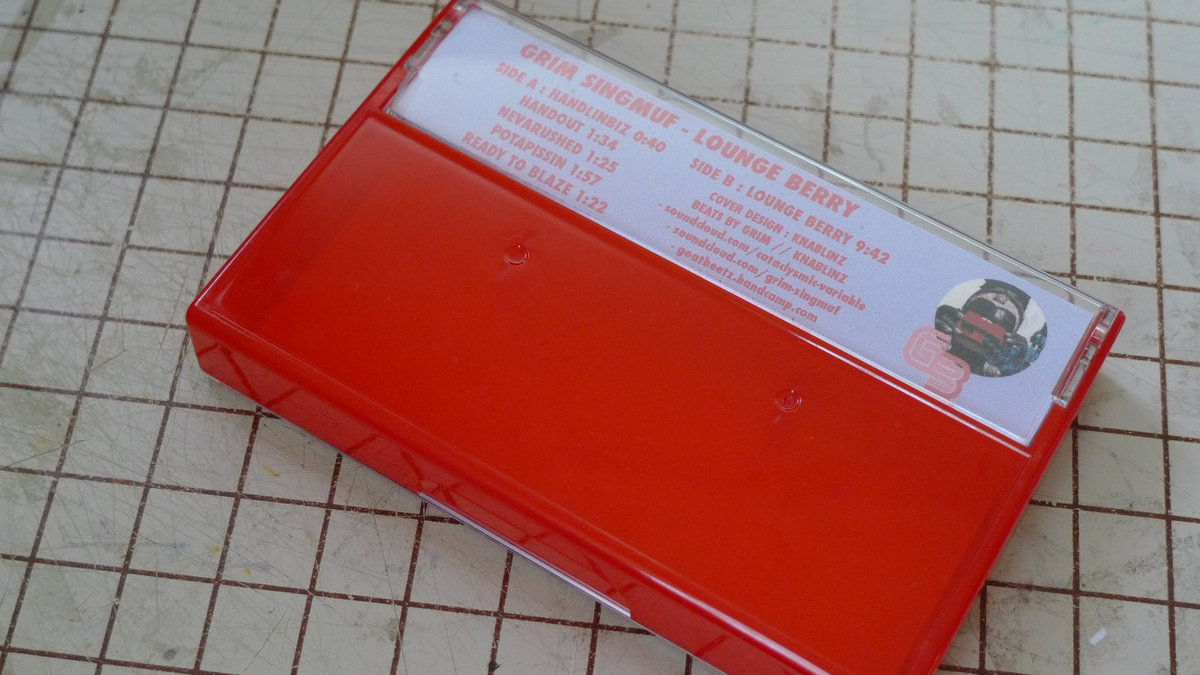 GRIM SINGMUF - LOUNGE BERRY
SIDE A : HANDLINBIZ 0:40
HANDOUT 1:34
NEVARUSHED 1:25
POTAPISSIN 1:57
READY TO BLAZE 1:22
SIDE B : LOUNGE BERRY 9:42
COVER DESIGN : KNABLINZ
BEATS BY GRIM // KNABLINZ
- soundcloud.com/cataclysmic-variable
- soundcloud.com/grim-singmuf
- goatbeetz.bandcamp.com
GB